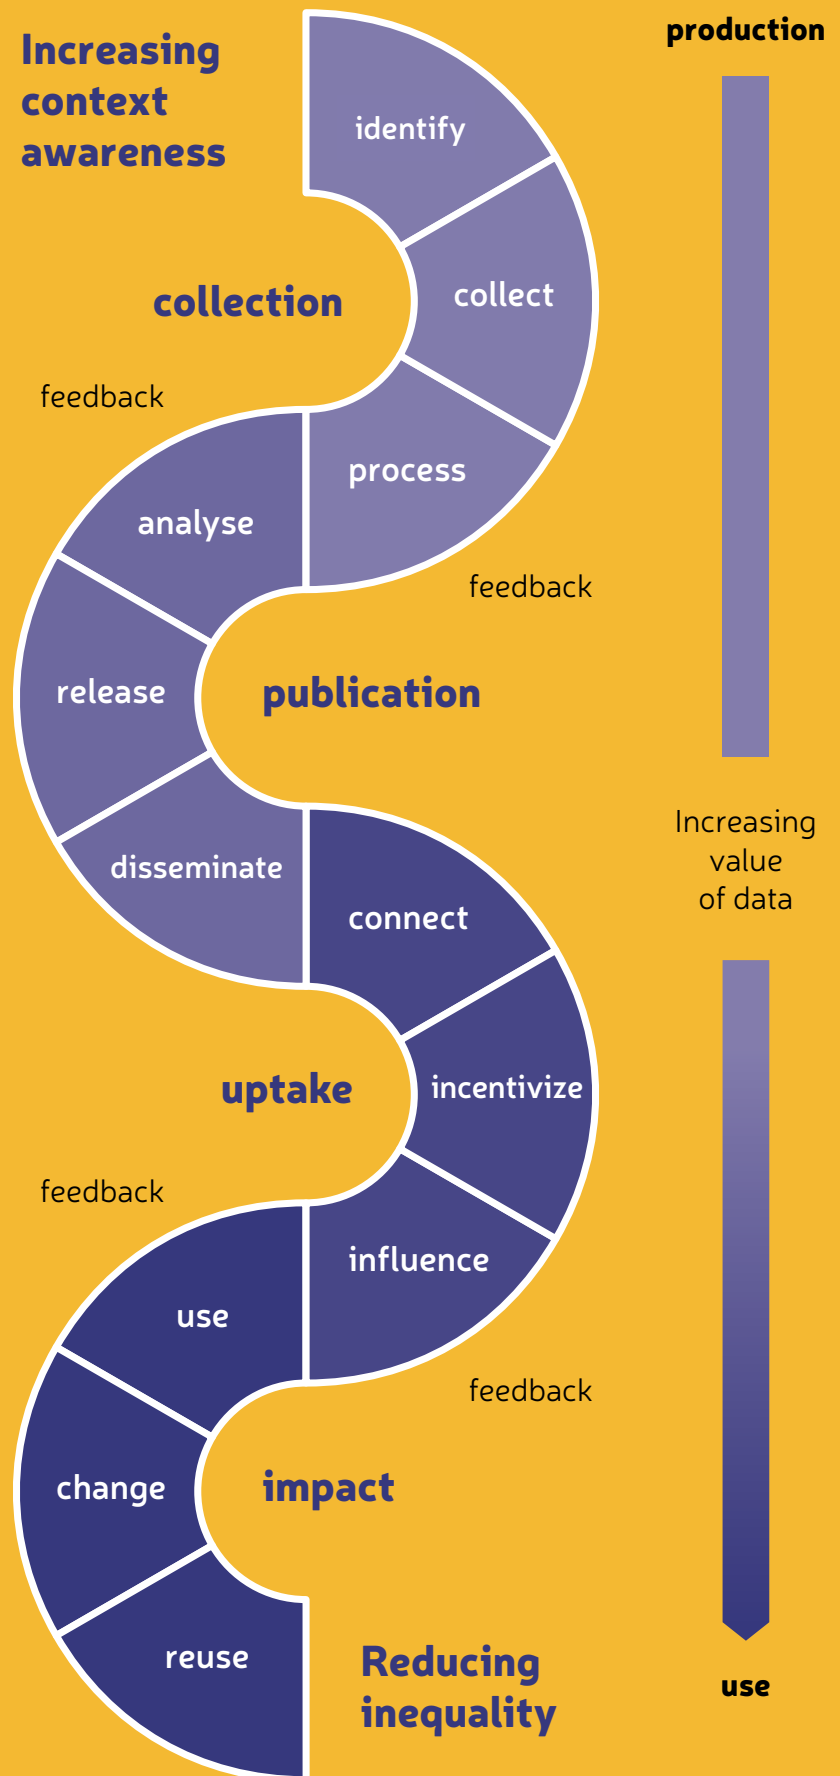 Increasing
context
awareness
production
identify
collection
collect
feedback
process
analyse
feedback
release
publication
disseminate
Increasing
value
of data
connect
uptake
incentivize
feedback
influence
use
feedback
change
impact
reuse
Reducing
inequality
use